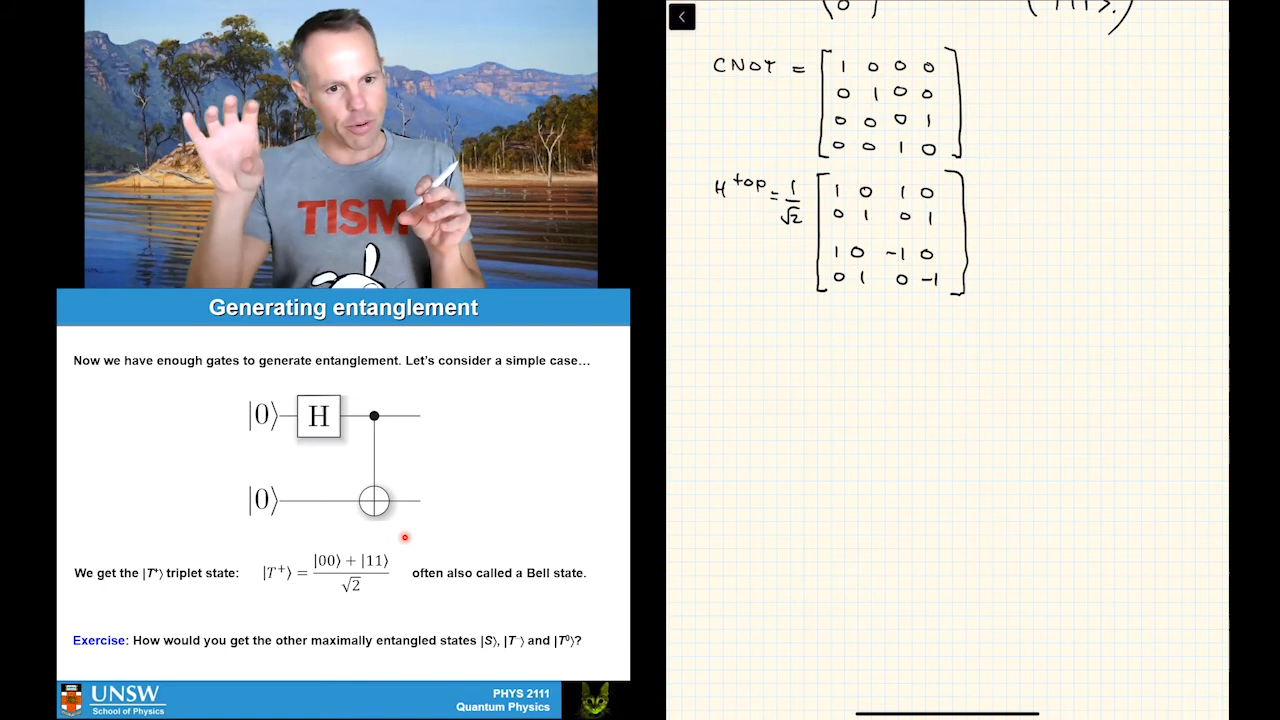 TISM
Generating entanglement
Now we have enough gates to generate entanglement. Let's consider a simple case…
|0⟩ H
|0⟩
We get the |T⁺⟩ triplet state: |T⁺⟩ = |00⟩ + |11⟩ / √2 often also called a Bell state.
Exercise: How would you get the other maximally entangled states |S⟩, |T⁻⟩ and |T⁰⟩?
UNSW
School of Physics
PHYS 2111
Quantum Physics
CNOT = [ 1 0 0 0
0 1 0 0
0 0 0 1
0 0 1 0 ]
H^top = 1/√2 [ 1 0 1 0
0 1 0 1
1 0 -1 0
0 1 0 -1 ]